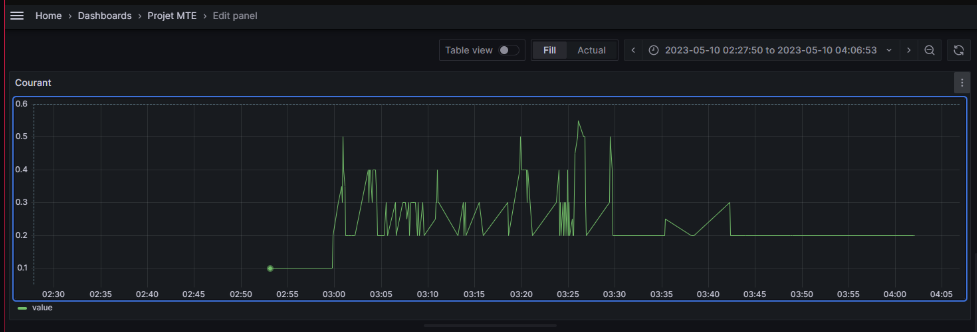 Home › Dashboards › Projet MTE › Edit panel
Table view Fill Actual 2023-05-10 02:27:50 to 2023-05-10 04:06:53
Courant
0.6
0.5
0.4
0.3
0.2
0.1
02:30 02:35 02:40 02:45 02:50 02:55 03:00 03:05 03:10 03:15 03:20 03:25 03:30 03:35 03:40 03:45 03:50 03:55 04:00 04:05
value